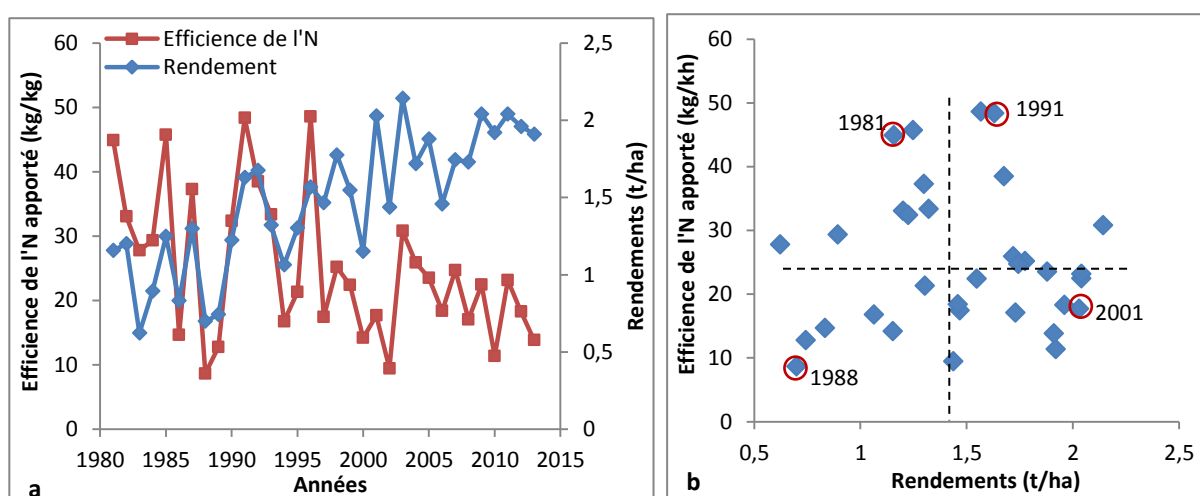 Efficience de l'N
Rendement
Efficience de l'N apporté (kg/kg)
60
50
40
30
20
10
0
2,5
2
1,5
1
0,5
0
Rendements (t/ha)
1980 1985 1990 1995 2000 2005 2010 2015
Années
a
Efficience de l'N apporté (kg/kh)
60
50
40
30
20
10
0
1981
1991
2001
1988
0,5 1 1,5 2 2,5
Rendements (t/ha)
b